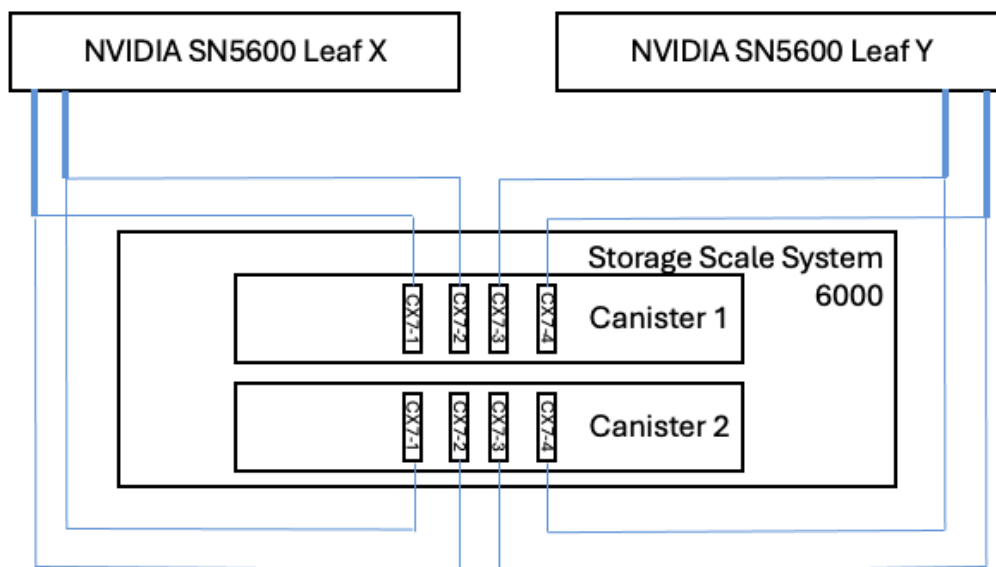 NVIDIA SN5600 Leaf X
NVIDIA SN5600 Leaf Y
Storage Scale System
6000
CX7-1
CX7-2
CX7-3
CX7-4
Canister 1
CX7-1
CX7-2
CX7-3
CX7-4
Canister 2